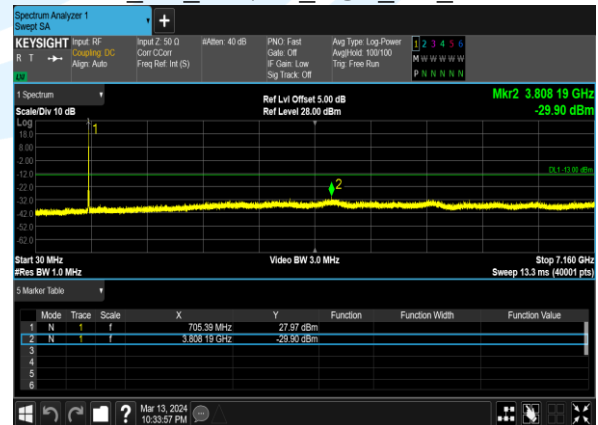 Spectrum Analyzer 1
Swept SA
+
KEYSIGHT Input: RF Input Z: 50 Ω #Atten: 40 dB PNO: Fast Avg Type: Log-Power 1 2 3 4 5 6
R T Coupling: DC Corr CCorr Gate: Off Avg|Hold: 100/100 M W W W W W
Align: Auto Freq Ref: Int (S) IF Gain: Low Trig: Free Run P N N N N N
Sig Track: Off
LV
1 Spectrum Ref Lvl Offset 5.00 dB Mkr2 3.808 19 GHz
Scale/Div 10 dB Ref Level 28.00 dBm -29.90 dBm
Log
18.0
8.00
-2.00
-12.0
-22.0
-32.0
-42.0
-52.0
-62.0
1
DL1 -13.00 dBm
2
Start 30 MHz Video BW 3.0 MHz Stop 7.160 GHz
#Res BW 1.0 MHz Sweep 13.3 ms (40001 pts)
5 Marker Table
Mode Trace Scale X Y Function Function Width Function Value
1 N 1 f 705.39 MHz 27.97 dBm
2 N 1 f 3.808 19 GHz -29.90 dBm
3
4
5
6
?
Mar 13, 2024
10:33:57 PM